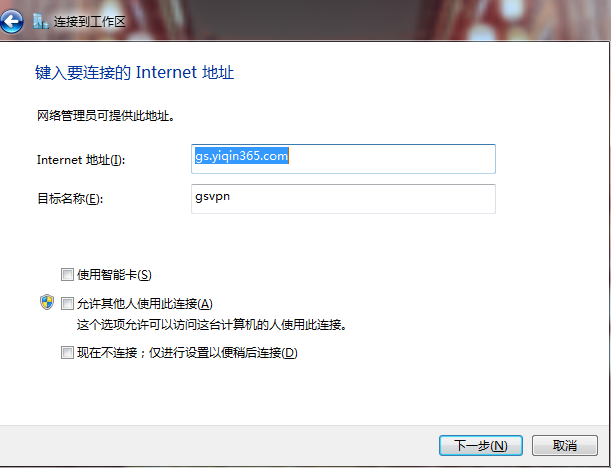 连接到工作区
键入要连接的 Internet 地址
网络管理员可提供此地址。
Internet 地址(I): gs.yiqin365.com
目标名称(E): gsvpn
使用智能卡(S)
允许其他人使用此连接(A)
这个选项允许可以访问这台计算机的人使用此连接。
现在不连接；仅进行设置以便稍后连接(D)
下一步(N) 取消